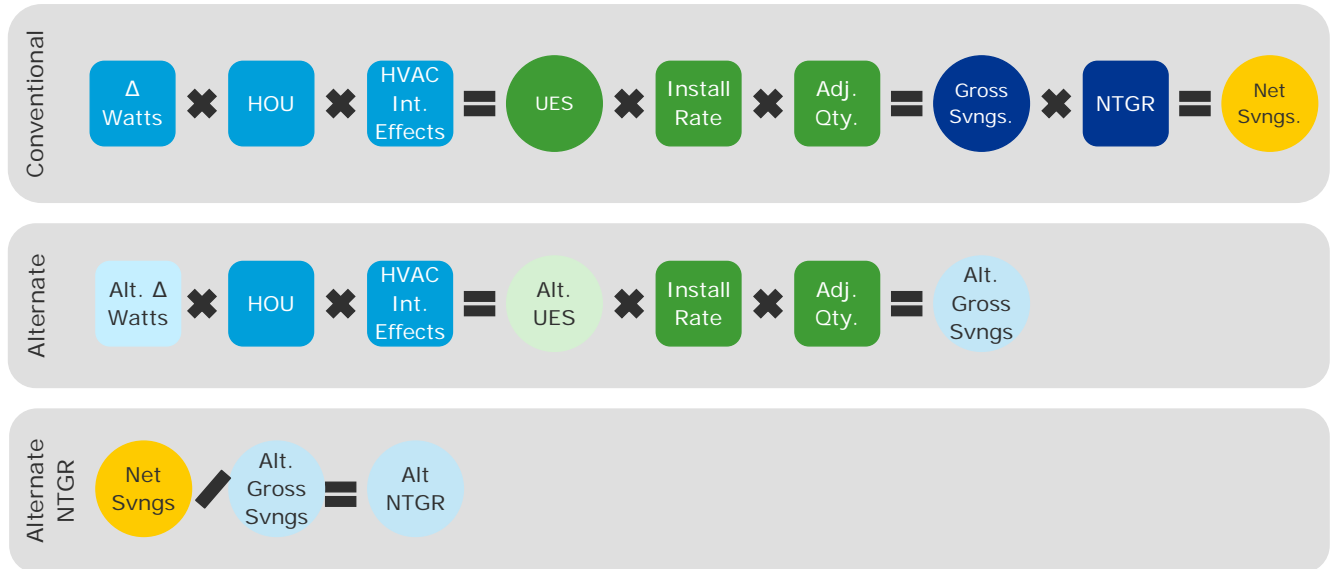 Conventional
Δ
Watts
HOU
HVAC
Int.
Effects
UES
Install
Rate
Adj.
Qty.
Gross
Svngs.
NTGR
Net
Svngs.
Alternate
Alt. Δ
Watts
HOU
HVAC
Int.
Effects
Alt.
UES
Install
Rate
Adj.
Qty.
Alt.
Gross
Svngs
Alternate
NTGR
Net
Svngs
Alt.
Gross
Svngs
Alt
NTGR